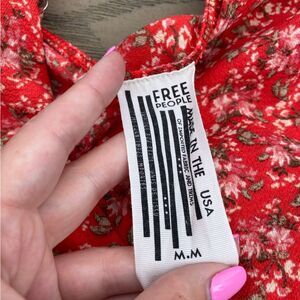 FREE
PEOPLE
MADE IN THE USA
OF IMPORTED FABRIC AND TRIMS
M.M